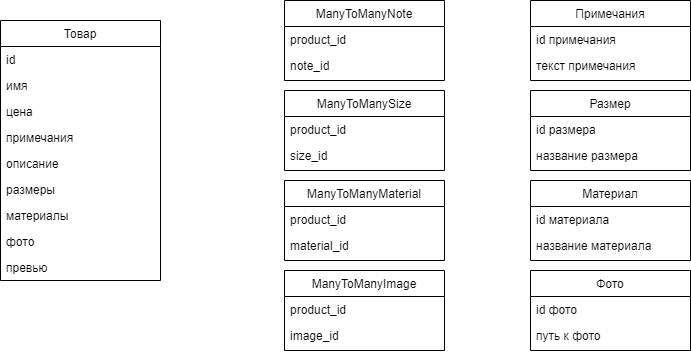 Товар
id
имя
цена
примечания
описание
размеры
материалы
фото
превью
ManyToManyNote
product_id
note_id
ManyToManySize
product_id
size_id
ManyToManyMaterial
product_id
material_id
ManyToManyImage
product_id
image_id
Примечания
id примечания
текст примечания
Размер
id размера
название размера
Материал
id материала
название материала
Фото
id фото
путь к фото